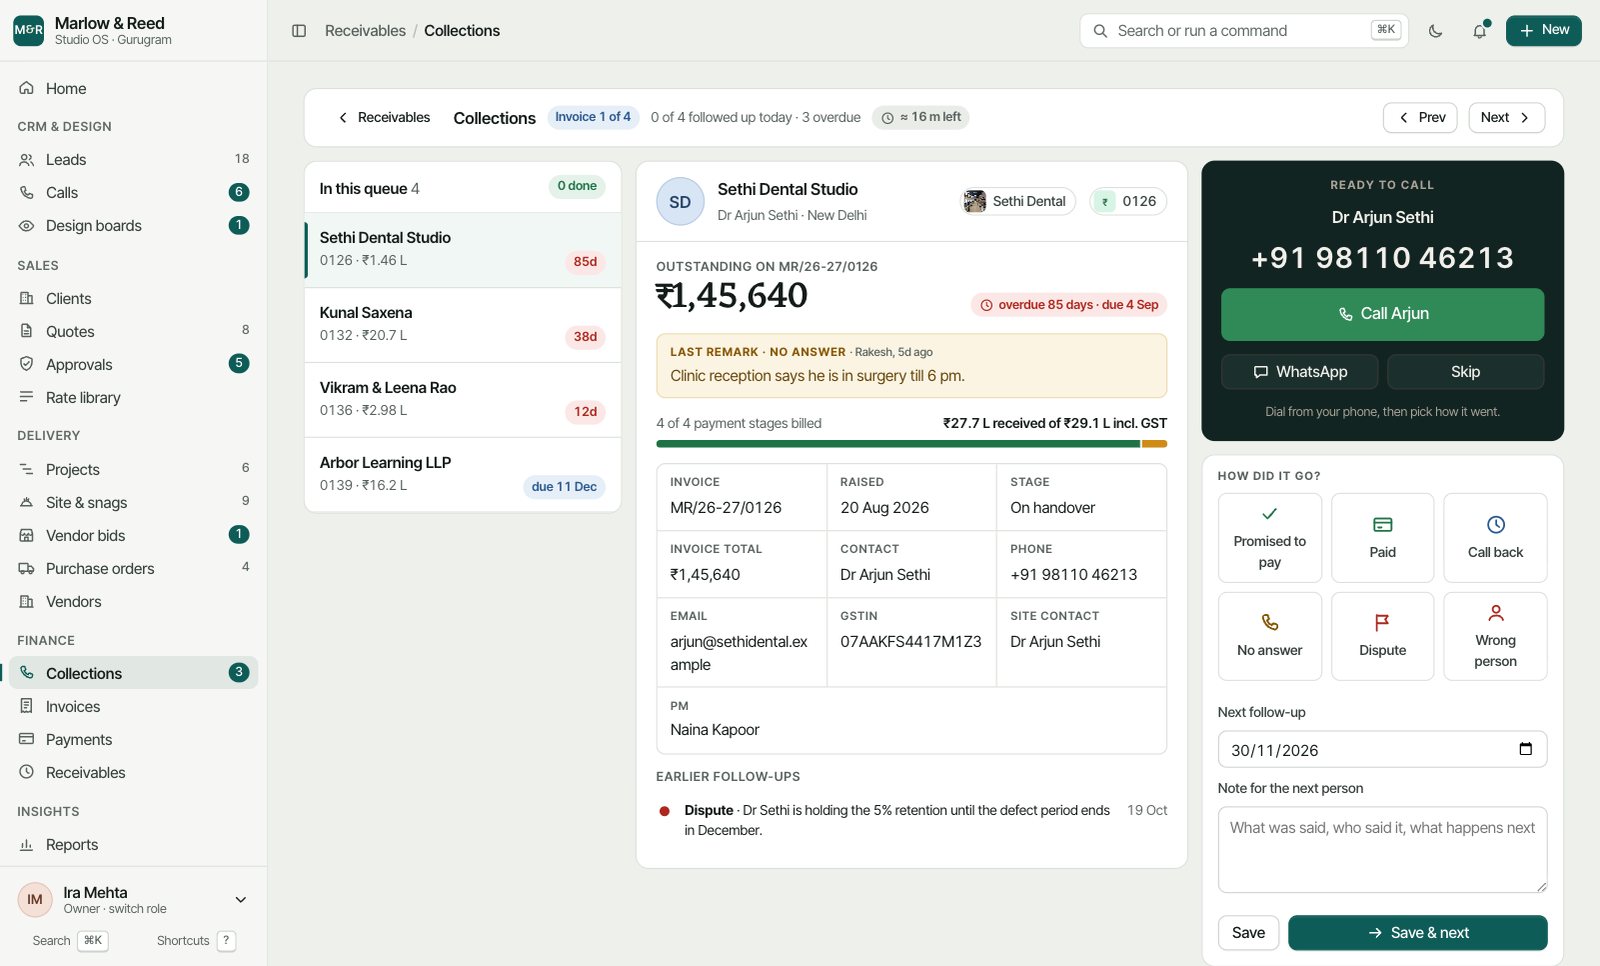 M&R
Marlow & Reed
Studio OS · Gurugram
Home
CRM & DESIGN
Leads 18
Calls 6
Design boards 1
SALES
Clients
Quotes 8
Approvals 5
Rate library
DELIVERY
Projects 6
Site & snags 9
Vendor bids 1
Purchase orders 4
Vendors
FINANCE
Collections 3
Invoices
Payments
Receivables
INSIGHTS
Reports
IM
Ira Mehta
Owner · switch role
Search ⌘K Shortcuts ?
Receivables / Collections
Search or run a command ⌘K
New
Receivables Collections Invoice 1 of 4 0 of 4 followed up today · 3 overdue ≈ 16 m left Prev Next
In this queue 4 0 done
Sethi Dental Studio
0126 · ₹1.46 L 85d
Kunal Saxena
0132 · ₹20.7 L 38d
Vikram & Leena Rao
0136 · ₹2.98 L 12d
Arbor Learning LLP
0139 · ₹16.2 L due 11 Dec
SD
Sethi Dental Studio
Dr Arjun Sethi · New Delhi
Sethi Dental
₹ 0126
OUTSTANDING ON MR/26-27/0126
₹1,45,640
overdue 85 days · due 4 Sep
LAST REMARK · NO ANSWER · Rakesh, 5d ago
Clinic reception says he is in surgery till 6 pm.
4 of 4 payment stages billed ₹27.7 L received of ₹29.1 L incl. GST
INVOICE RAISED STAGE
MR/26-27/0126 20 Aug 2026 On handover
INVOICE TOTAL CONTACT PHONE
₹1,45,640 Dr Arjun Sethi +91 98110 46213
EMAIL GSTIN SITE CONTACT
arjun@sethidental.ex 07AAKFS4417M1Z3 Dr Arjun Sethi
ample
PM
Naina Kapoor
EARLIER FOLLOW-UPS
Dispute · Dr Sethi is holding the 5% retention until the defect period ends 19 Oct
in December.
READY TO CALL
Dr Arjun Sethi
+91 98110 46213
Call Arjun
WhatsApp Skip
Dial from your phone, then pick how it went.
HOW DID IT GO?
Promised to
pay
Paid
Call back
No answer
Dispute
Wrong
person
Next follow-up
30/11/2026
Note for the next person
What was said, who said it, what happens next
Save
Save & next